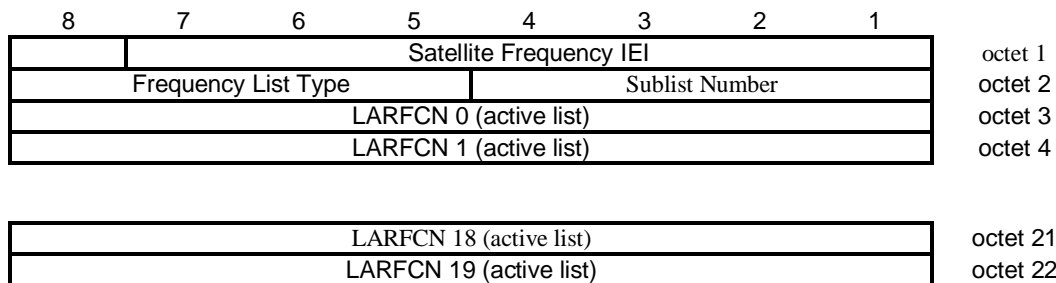 8 7 6 5 4 3 2 1
Satellite Frequency IEI octet 1
Frequency List Type Sublist Number octet 2
LARFCN 0 (active list) octet 3
LARFCN 1 (active list) octet 4
LARFCN 18 (active list) octet 21
LARFCN 19 (active list) octet 22